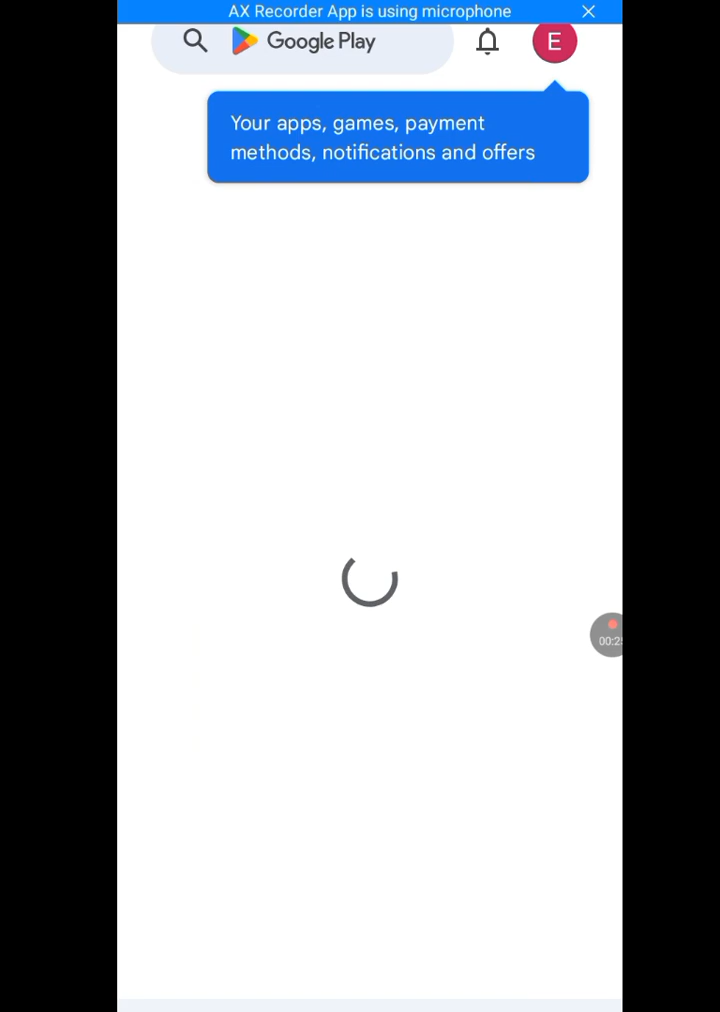 AX Recorder App is using microphone
Google Play
E
Your apps, games, payment
methods, notifications and offers